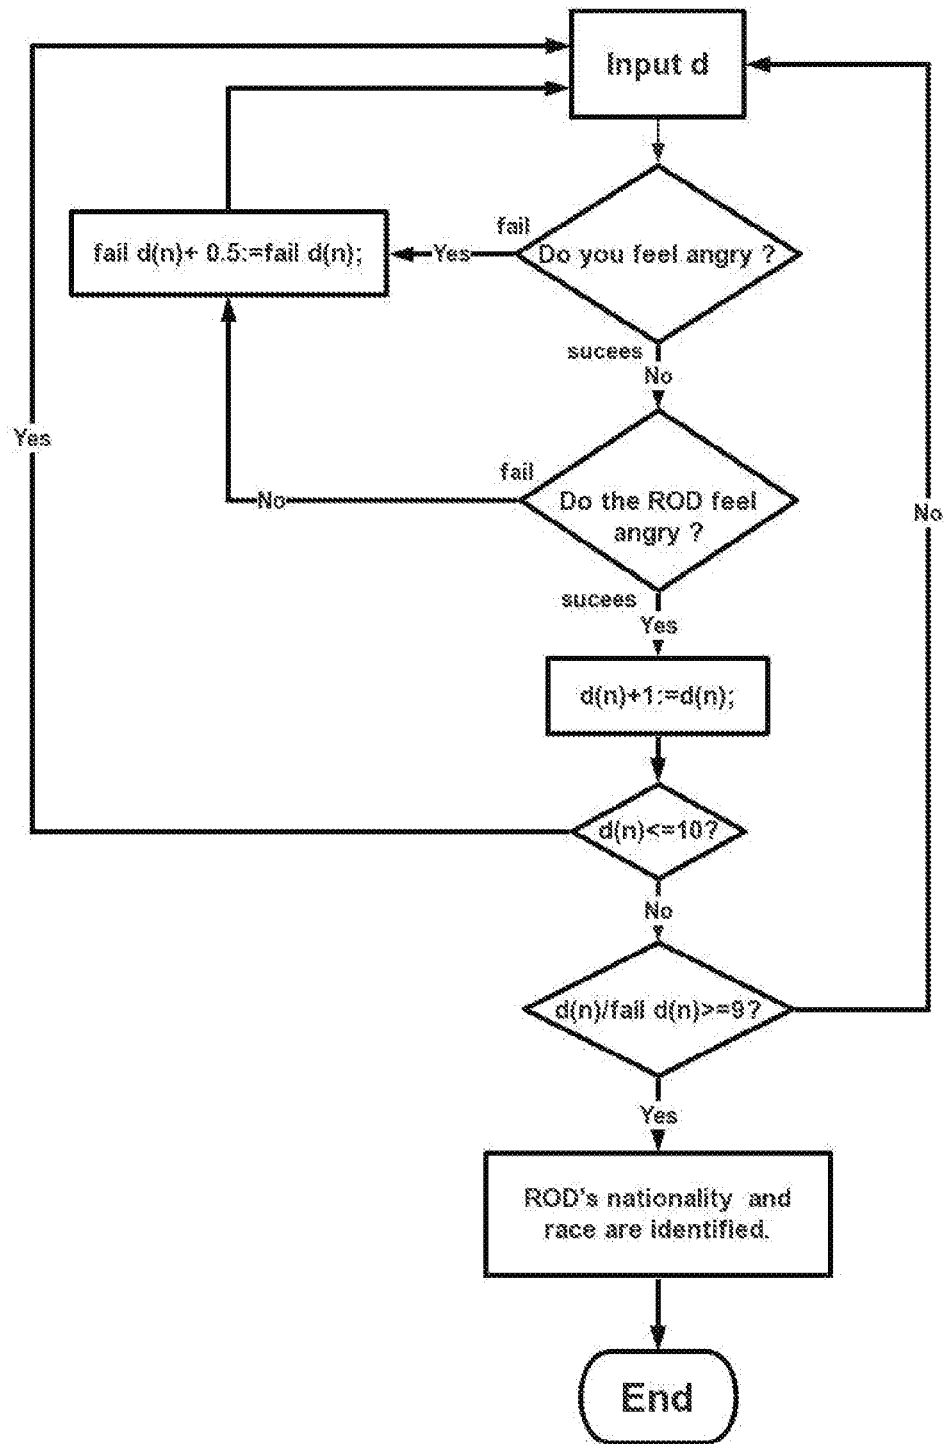 Input d
fail
Do you feel angry ?
Yes
fail d(n)+ 0.5:=fail d(n);
sucees
No
Yes
fail
Do the ROD feel
angry ?
No
No
sucees
Yes
d(n)+1:=d(n);
d(n)<=10?
No
d(n)/fail d(n)>=9?
Yes
ROD's nationality and
race are identified.
End